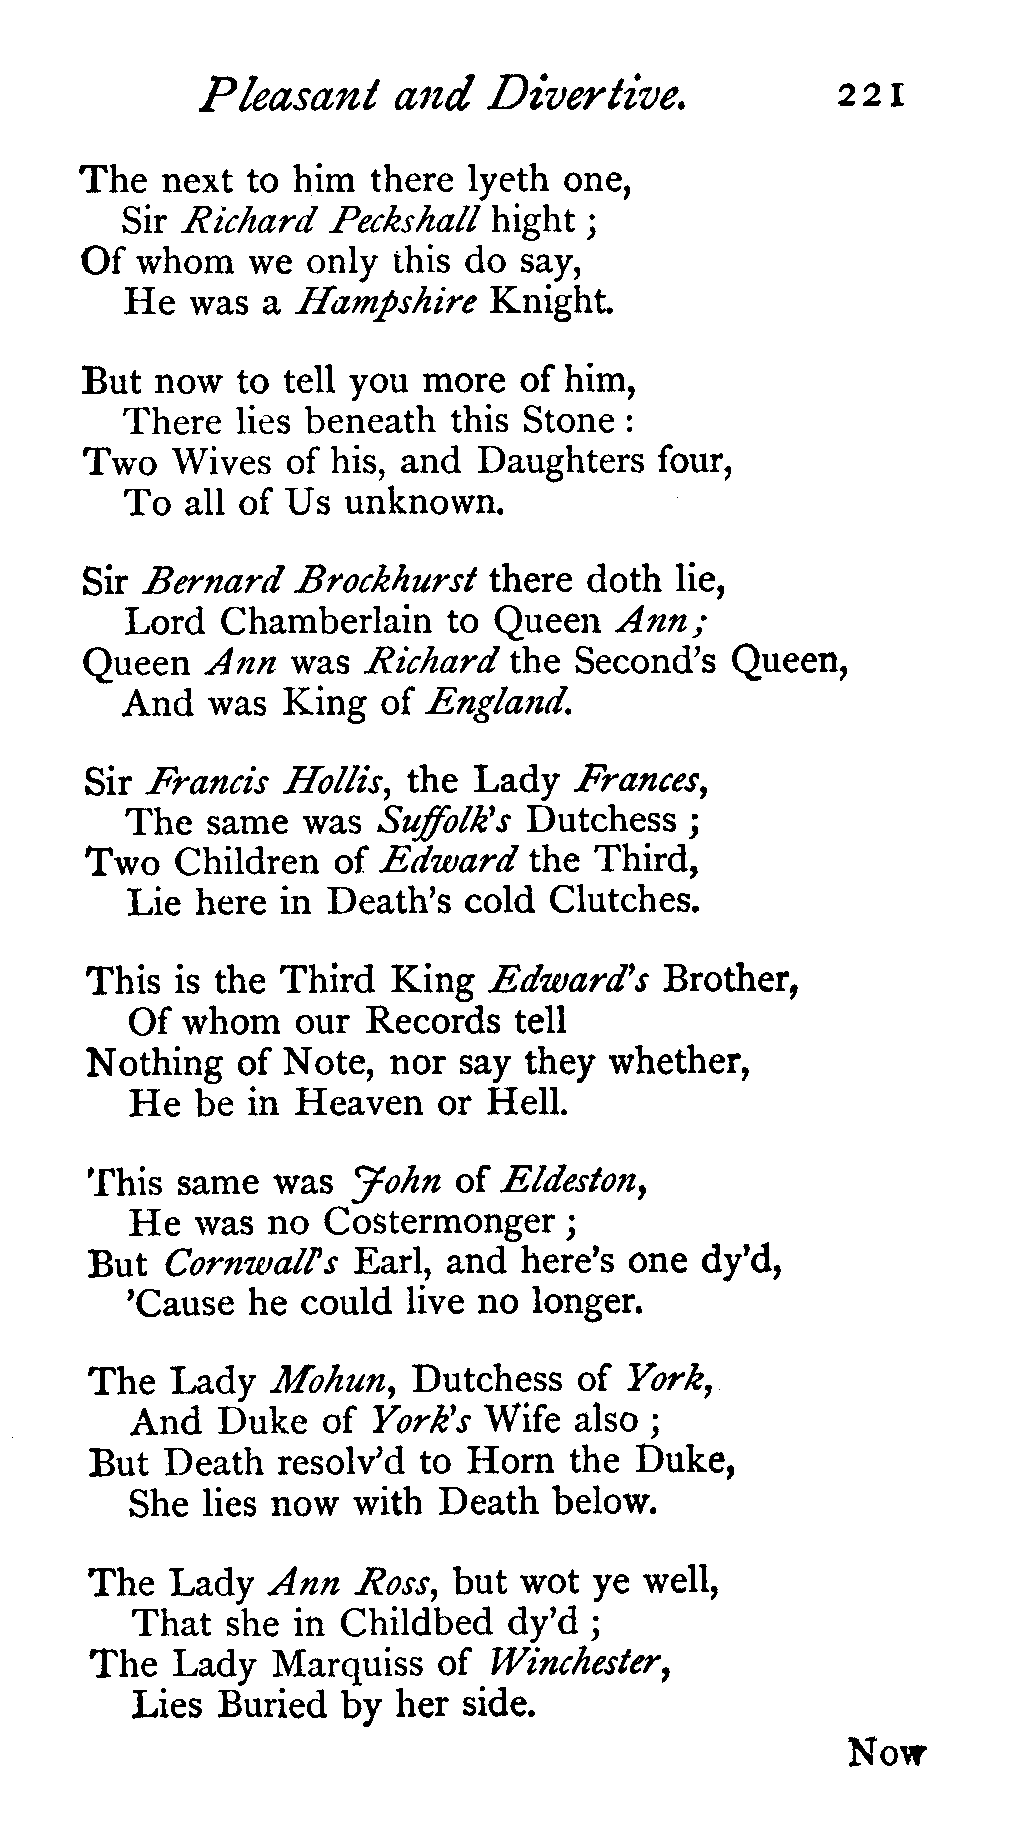 Pleasant and Divertive. 221
The next to him there lyeth one,
Sir Richard Peckshall hight ;
Of whom we only this do say,
He was a Hampshire Knight.
But now to tell you more of him,
There lies beneath this Stone :
Two Wives of his, and Daughters four,
To all of Us unknown.
Sir Bernard Brockhurst there doth lie,
Lord Chamberlain to Queen Ann ;
Queen Ann was Richard the Second's Queen,
And was King of England.
Sir Francis Hollis, the Lady Frances,
The same was Suffolk's Dutchess ;
Two Children of Edward the Third,
Lie here in Death's cold Clutches.
This is the Third King Edward's Brother,
Of whom our Records tell
Nothing of Note, nor say they whether,
He be in Heaven or Hell.
This same was John of Eldeston,
He was no Costermonger ;
But Cornwall's Earl, and here's one dy'd,
'Cause he could live no longer.
The Lady Mohun, Dutchess of York,
And Duke of York's Wife also ;
But Death resolv'd to Horn the Duke,
She lies now with Death below.
The Lady Ann Ross, but wot ye well,
That she in Childbed dy'd ;
The Lady Marquiss of Winchester,
Lies Buried by her side.
Now